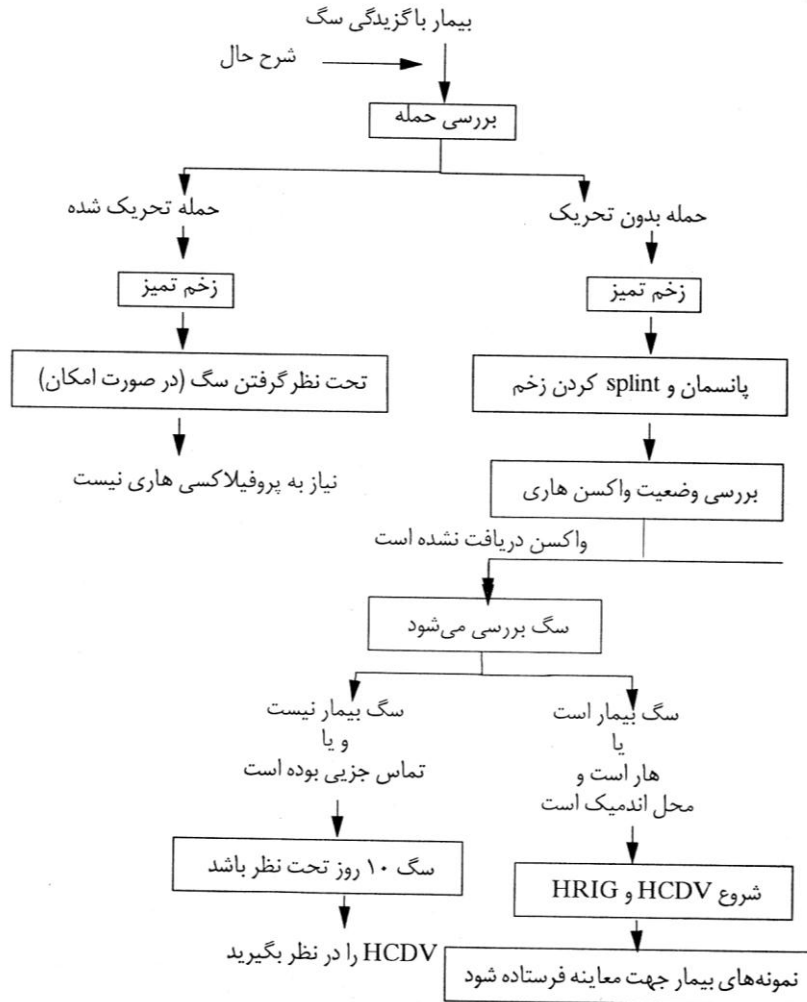 بیمار با گزیدگی سگ
شرح حال
بررسی حمله
حمله بدون تحریک
حمله تحریک شده
زخم تمیز
زخم تمیز
پانسمان و splint کردن زخم
تحت نظر گرفتن سگ (در صورت امکان)
بررسی وضعیت واکسن هاری
نیاز به پروفیلاکسی هاری نیست
واکسن دریافت نشده است
سگ بررسی می‌شود
سگ بیمار است
یا
هار است و
محل اندمیک است
سگ بیمار نیست
و یا
تماس جزیی بوده است
شروع HCDV و HRIG
سگ ۱۰ روز تحت نظر باشد
نمونه‌های بیمار جهت معاینه فرستاده شود
HCDV را در نظر بگیرید